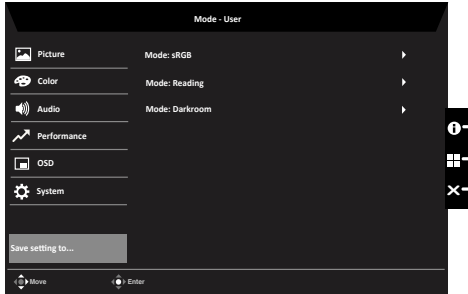 Mode - User
Picture
Mode: sRGB
Color
Mode: Reading
Audio
Mode: Darkroom
Performance
OSD
System
Save setting to...
Move
Enter